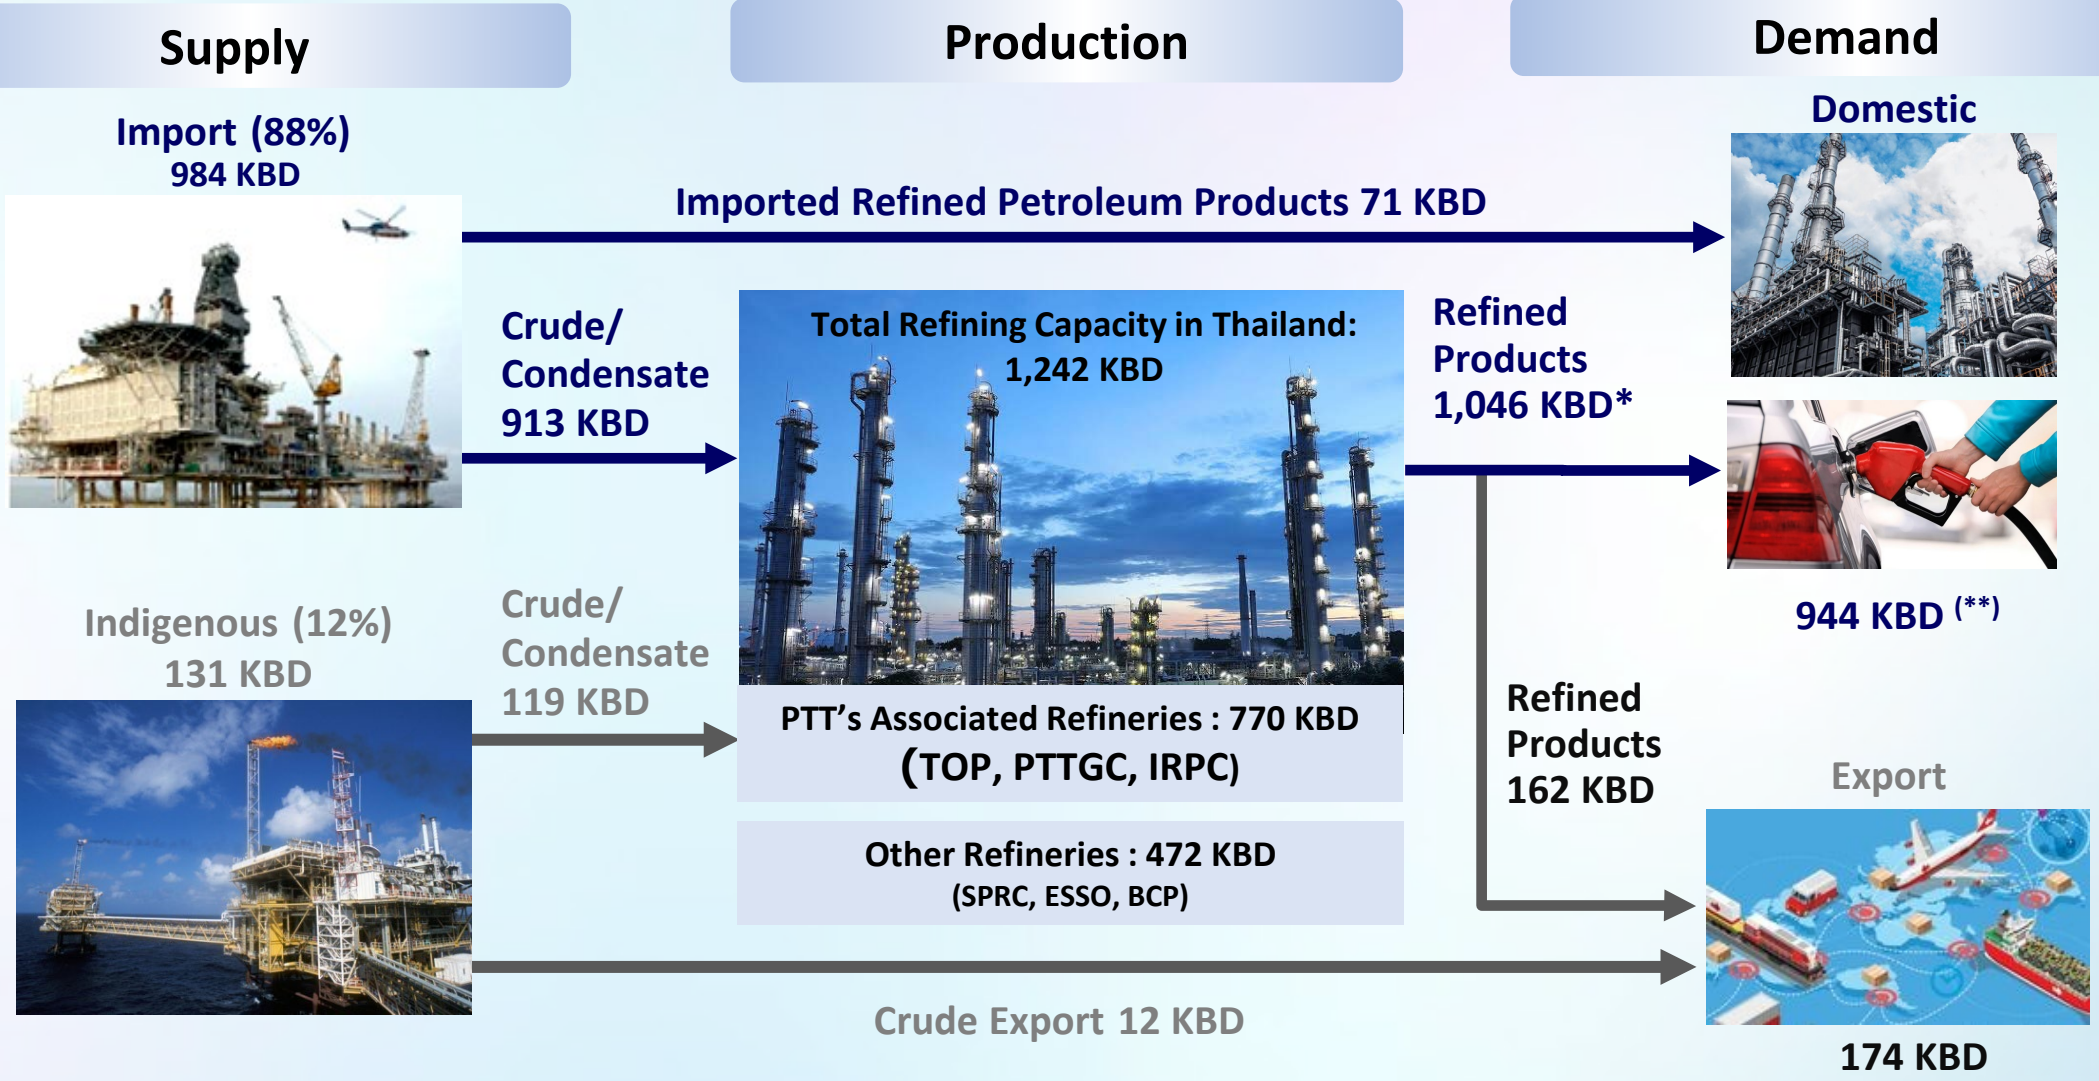 Supply
Production
Demand
Import (88%)
984 KBD
Domestic
Imported Refined Petroleum Products 71 KBD
Crude/
Condensate
913 KBD
Total Refining Capacity in Thailand:
1,242 KBD
Refined
Products
1,046 KBD*
Indigenous (12%)
131 KBD
Crude/
Condensate
119 KBD
944 KBD (**)
PTT’s Associated Refineries : 770 KBD
(TOP, PTTGC, IRPC)
Other Refineries : 472 KBD
(SPRC, ESSO, BCP)
Refined
Products
162 KBD
Export
Crude Export 12 KBD
174 KBD